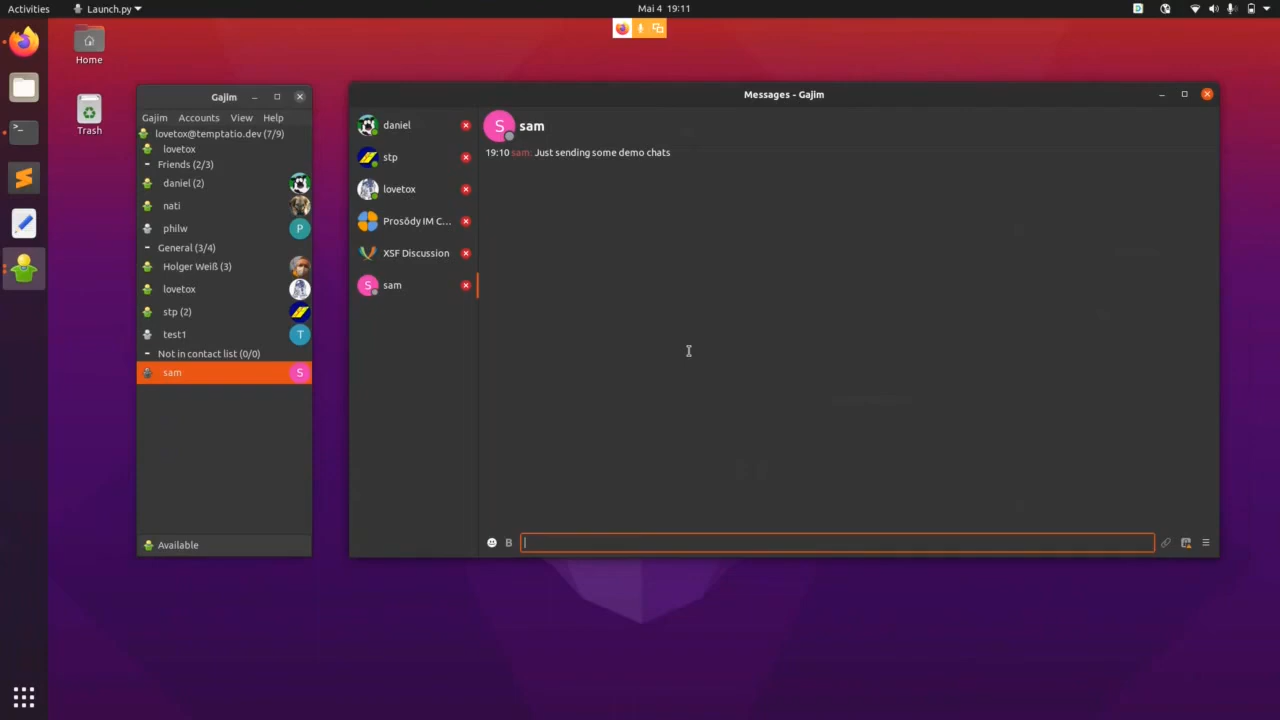 Activities
Launch.py
Mai 4 19:11
Home
Trash
Gajim
Gajim Accounts View Help
lovetox@temptatio.dev (7/9)
lovetox
Friends (2/3)
daniel (2)
nati
philw
P
General (3/4)
Holger Weiß (3)
lovetox
stp (2)
test1
T
Not in contact list (0/0)
sam
S
Available
Messages - Gajim
daniel
stp
lovetox
Prosŏdy IM C...
XSF Discussion
S sam
S sam
19:10 sam: Just sending some demo chats
B